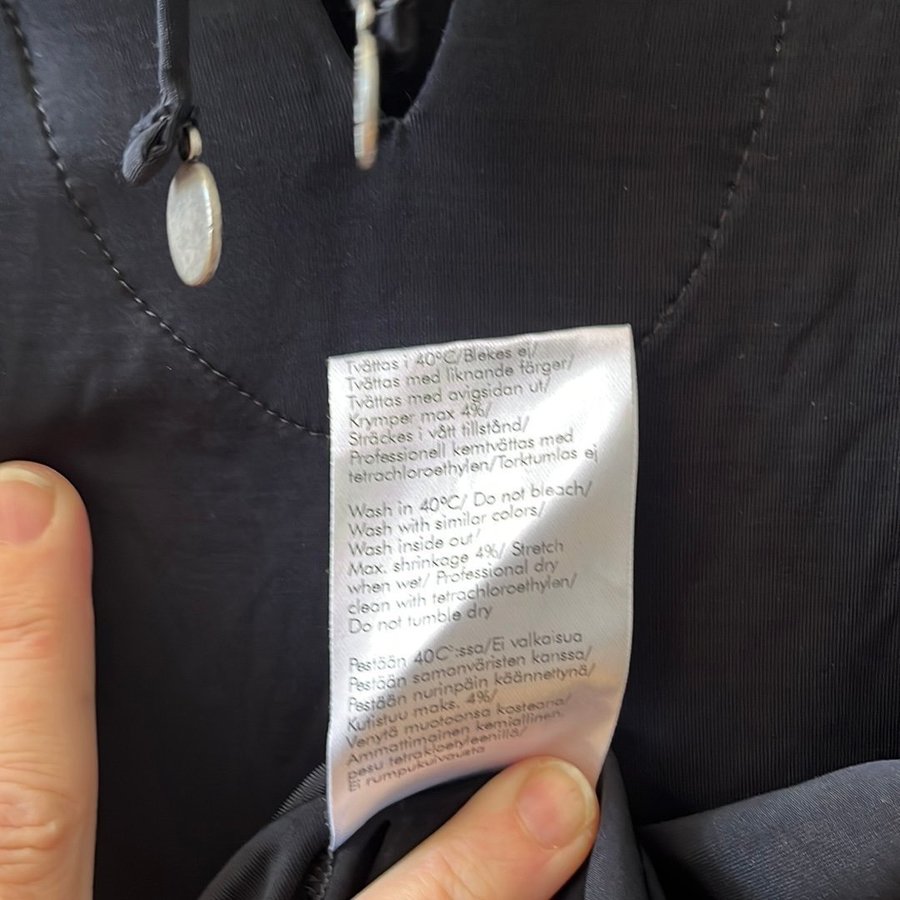 Tvättas i 40°C/Blekes ej/
Tvättas med liknande färger/
Tvättas med avigsidan ut/
Krymper max 4%/
Sträckes i vått tillstånd/
Professionell kemtvättas med
tetrachloroethylen/Torktumlas ej
Wash in 40°C/ Do not bleach/
Wash with similar colors/
Wash inside out/
Max. shrinkage 4%/ Stretch
when wet/ Professional dry
clean with tetrachloroethylen/
Do not tumble dry
Pestään 40C°:ssa/Ei valkaisua
Pestään samanväristen kanssa/
Pestään nurinpäin käännettynä/
Kutistuu maks. 4%/
Venytä muotoonsa kosteana/
Ammattimainen kemiallinen
pesu tetrakloetyleenillä/
Ei rumpukuivausta